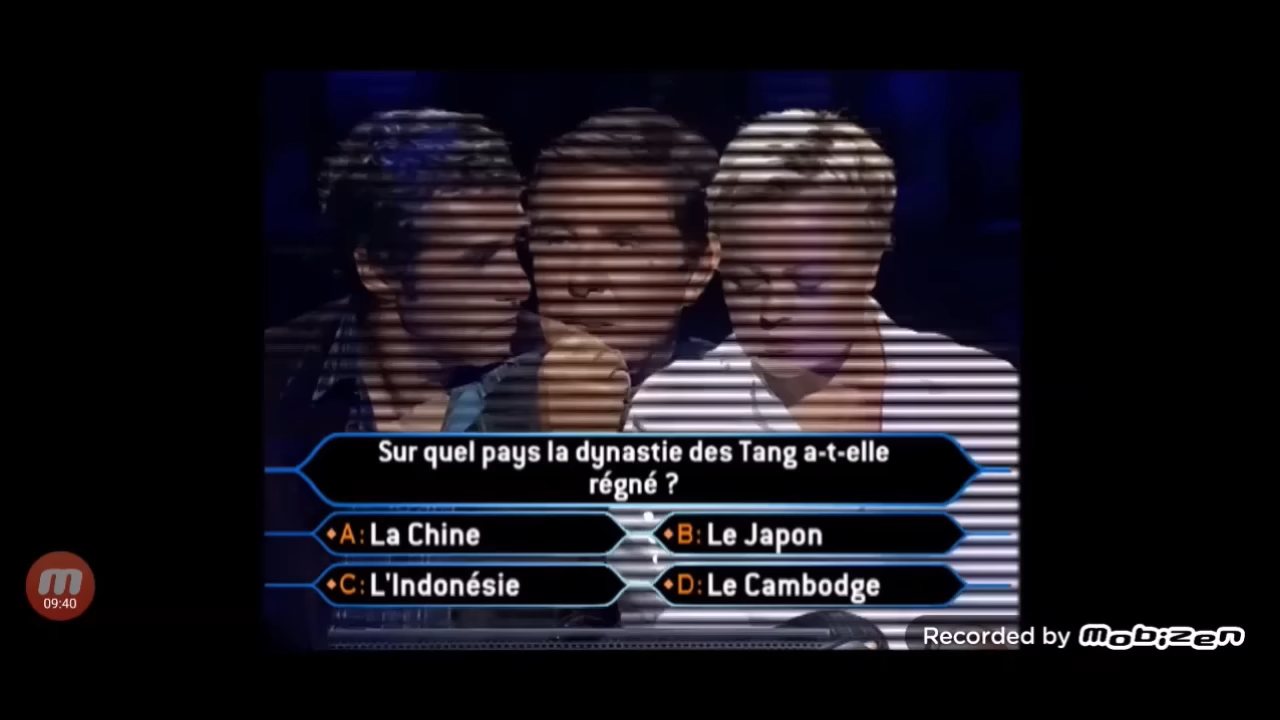 Sur quel pays la dynastie des Tang a-t-elle
régné ?
A: La Chine
B: Le Japon
C: L'Indonésie
D: Le Cambodge
09:40
Recorded by mobizen